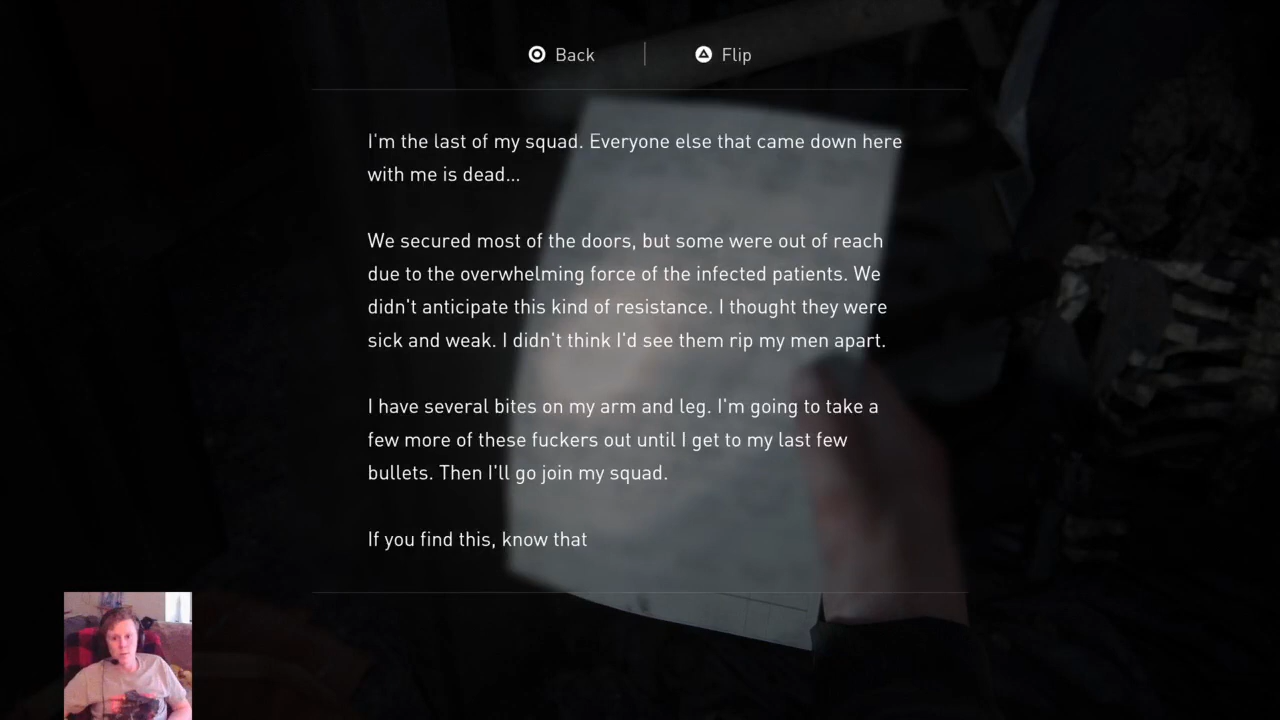 Back
Flip
I'm the last of my squad. Everyone else that came down here
with me is dead...
We secured most of the doors, but some were out of reach
due to the overwhelming force of the infected patients. We
didn't anticipate this kind of resistance. I thought they were
sick and weak. I didn't think I'd see them rip my men apart.
I have several bites on my arm and leg. I'm going to take a
few more of these fuckers out until I get to my last few
bullets. Then I'll go join my squad.
If you find this, know that